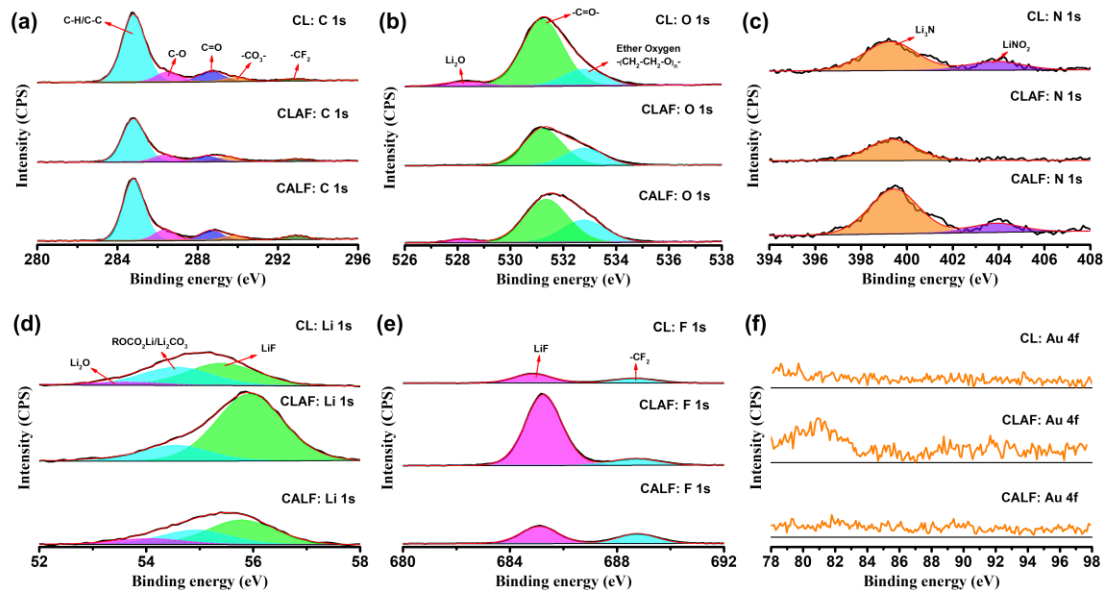 (a)
CL: C 1s
C-H/C-C
C-O
C=O
-CO₃-
-CF₂
CLAF: C 1s
CALF: C 1s
Intensity (CPS)
280 284 288 292 296
Binding energy (eV)
(b)
-C=O-
CL: O 1s
Li₂O
Ether Oxygen
-(CH₂-CH₂-O)ₙ-
CLAF: O 1s
CALF: O 1s
Intensity (CPS)
526 528 530 532 534 536 538
Binding energy (eV)
(c)
CL: N 1s
Li₃N
LiNO₂
CLAF: N 1s
CALF: N 1s
Intensity (CPS)
394 396 398 400 402 404 406 408
Binding energy (eV)
(d)
CL: Li 1s
ROCO₂Li/Li₂CO₃
Li₂O
LiF
CLAF: Li 1s
CALF: Li 1s
Intensity (CPS)
52 54 56 58
Binding energy (eV)
(e)
CL: F 1s
LiF
-CF₂
CLAF: F 1s
CALF: F 1s
Intensity (CPS)
680 684 688 692
Binding energy (eV)
(f)
CL: Au 4f
CLAF: Au 4f
CALF: Au 4f
Intensity (CPS)
78 80 82 84 86 88 90 92 94 96 98
Binding energy (eV)